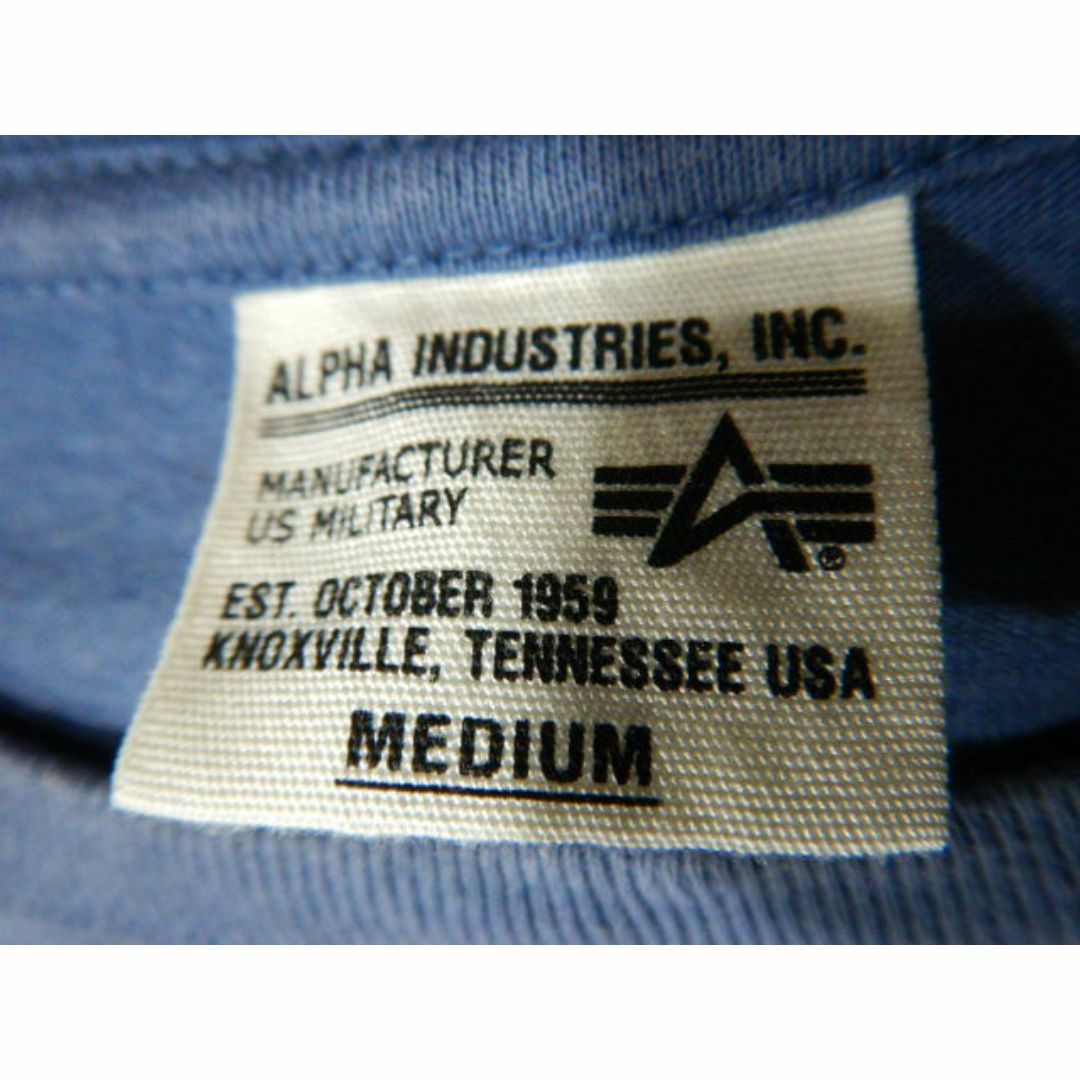 ALPHA INDUSTRIES, INC.
MANUFACTURER
US MILITARY
®
EST. OCTOBER 1959
KNOXVILLE, TENNESSEE USA
MEDIUM